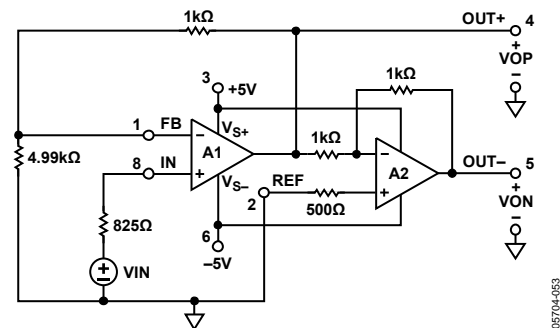 1kΩ
OUT+
4
+
VOP
–
3
+5V
1kΩ
1
FB
–
VS+
4.99kΩ
8
IN
+
A1
VS–
1kΩ
–
A2
+
OUT–
5
+
VON
–
REF
2
500Ω
825Ω
6
–5V
+
–
VIN
05704-053